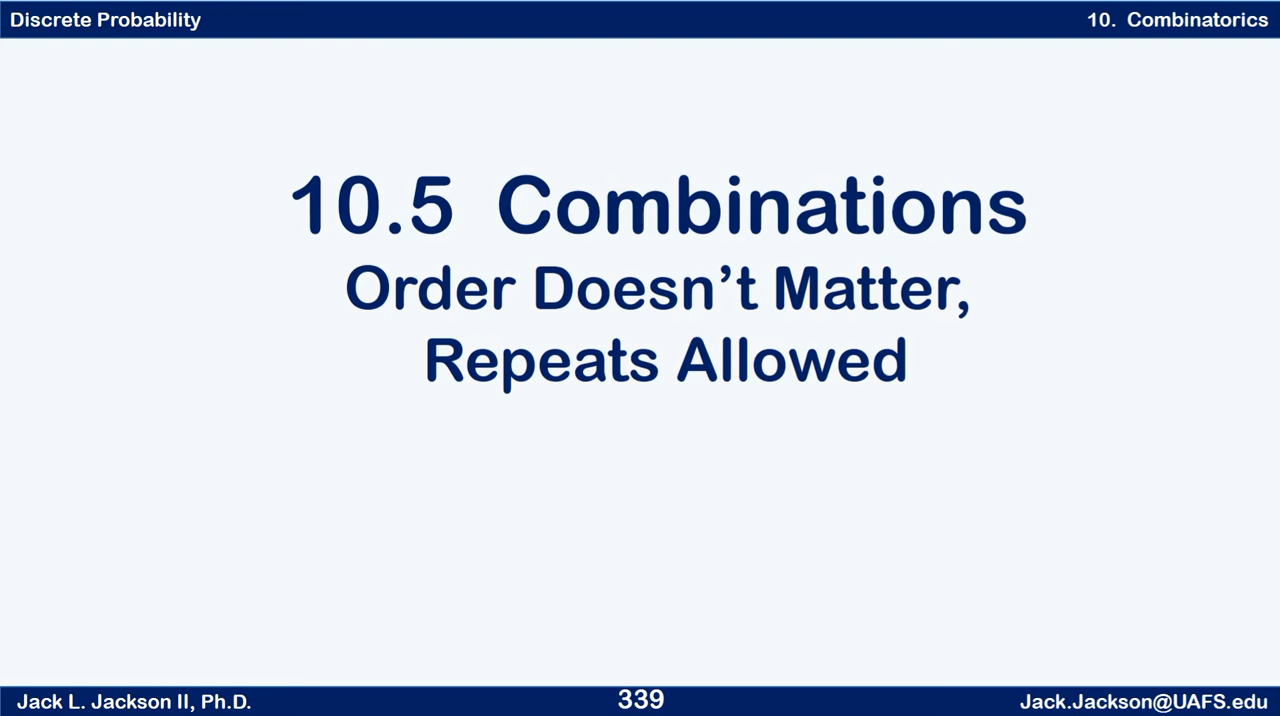 Discrete Probability
10. Combinatorics
10.5 Combinations
Order Doesn’t Matter,
Repeats Allowed
Jack L. Jackson II, Ph.D.
339
Jack.Jackson@UAFS.edu